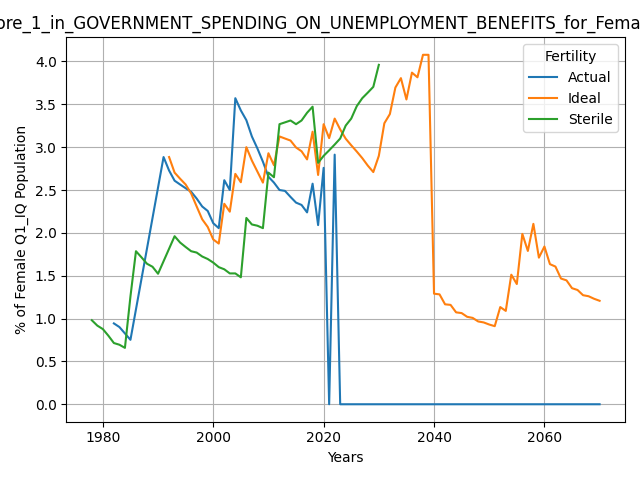 ore_1_in_GOVERNMENT_SPENDING_ON_UNEMPLOYMENT_BENEFITS_for_Fema
Fertility
Actual
Ideal
Sterile
% of Female Q1_IQ Population
4.0
3.5
3.0
2.5
2.0
1.5
1.0
0.5
0.0
1980 2000 2020 2040 2060
Years